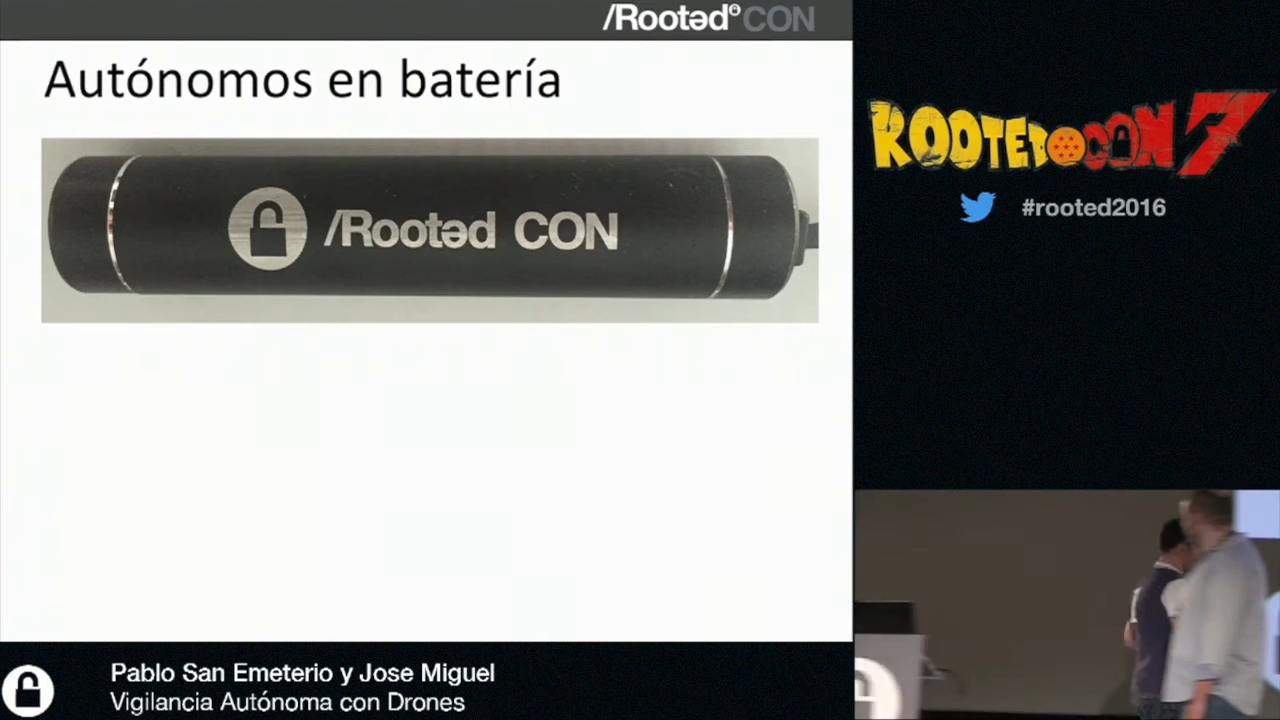 /Rootəd CON
Autónomos en batería
/Rootəd CON
ROOTED CON 7
#rooted2016
Pablo San Emeterio y Jose Miguel
Vigilancia Autónoma con Drones